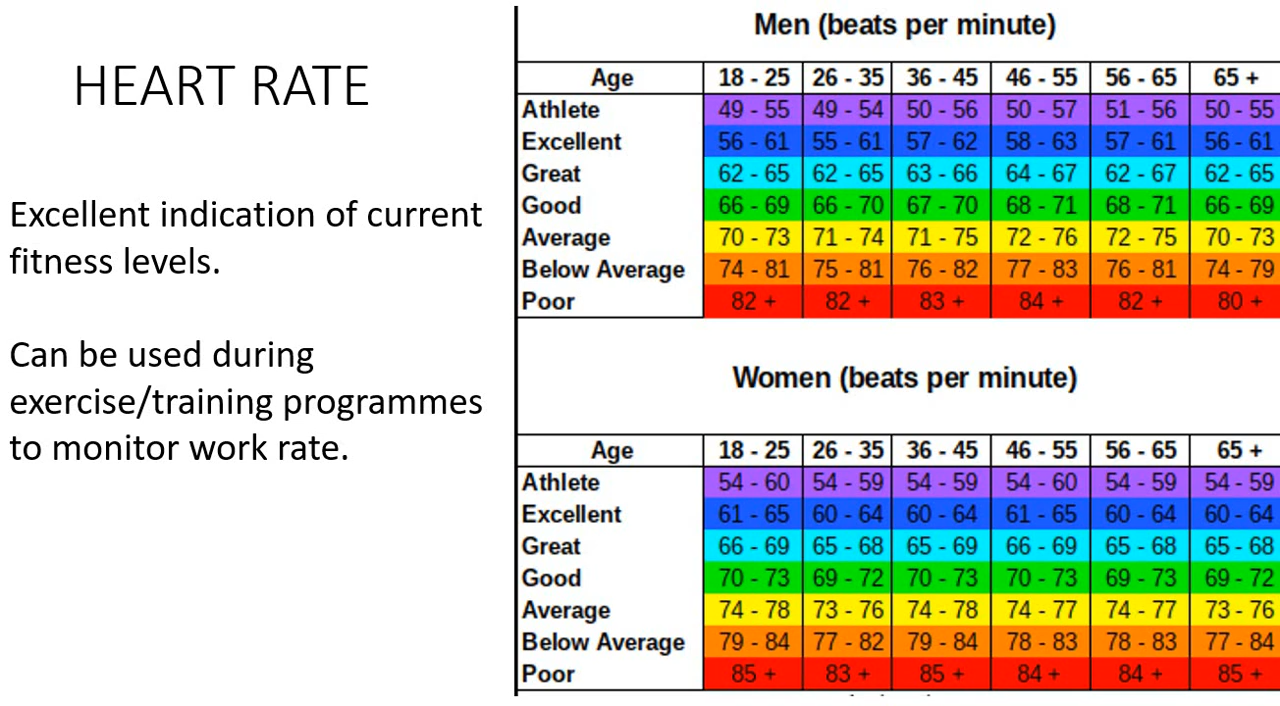 HEART RATE
Excellent indication of current
fitness levels.
Can be used during
exercise/training programmes
to monitor work rate.
Men (beats per minute)
Age 18 - 25 26 - 35 36 - 45 46 - 55 56 - 65 65 +
Athlete 49 - 55 49 - 54 50 - 56 50 - 57 51 - 56 50 - 55
Excellent 56 - 61 55 - 61 57 - 62 58 - 63 57 - 61 56 - 61
Great 62 - 65 62 - 65 63 - 66 64 - 67 62 - 67 62 - 65
Good 66 - 69 66 - 70 67 - 70 68 - 71 68 - 71 66 - 69
Average 70 - 73 71 - 74 71 - 75 72 - 76 72 - 75 70 - 73
Below Average 74 - 81 75 - 81 76 - 82 77 - 83 76 - 81 74 - 79
Poor 82 + 82 + 83 + 84 + 82 + 80 +
Women (beats per minute)
Age 18 - 25 26 - 35 36 - 45 46 - 55 56 - 65 65 +
Athlete 54 - 60 54 - 59 54 - 59 54 - 60 54 - 59 54 - 59
Excellent 61 - 65 60 - 64 60 - 64 61 - 65 60 - 64 60 - 64
Great 66 - 69 65 - 68 65 - 69 66 - 69 65 - 68 65 - 68
Good 70 - 73 69 - 72 70 - 73 70 - 73 69 - 73 69 - 72
Average 74 - 78 73 - 76 74 - 78 74 - 77 74 - 77 73 - 76
Below Average 79 - 84 77 - 82 79 - 84 78 - 83 78 - 83 77 - 84
Poor 85 + 83 + 85 + 84 + 84 + 85 +